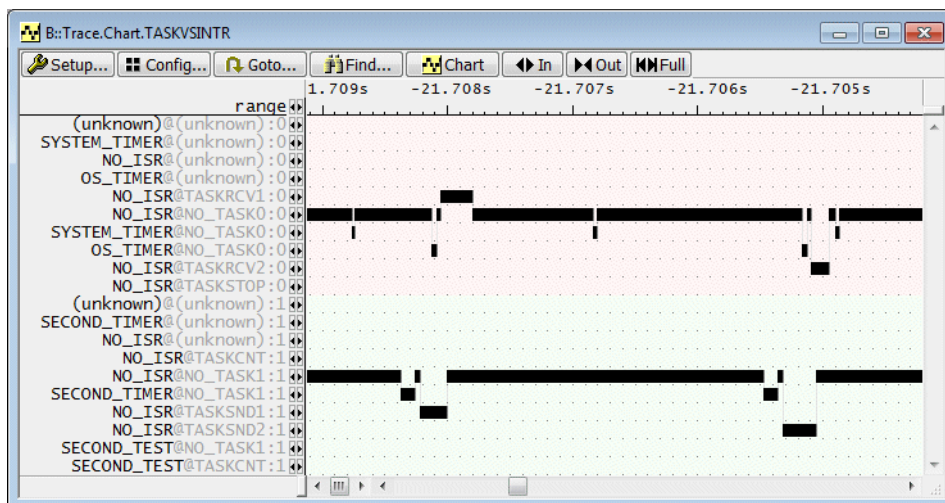 B::Trace.Chart.TASKVSINTR
Setup... Config... Goto... Find... Chart In Out Full
1.709s -21.708s -21.707s -21.706s -21.705s
range
(unknown)@(unknown):0
SYSTEM_TIMER@(unknown):0
NO_ISR@(unknown):0
OS_TIMER@(unknown):0
NO_ISR@TASKRCV1:0
NO_ISR@NO_TASK0:0
SYSTEM_TIMER@NO_TASK0:0
OS_TIMER@NO_TASK0:0
NO_ISR@TASKRCV2:0
NO_ISR@TASKSTOP:0
(unknown)@(unknown):1
SECOND_TIMER@(unknown):1
NO_ISR@(unknown):1
NO_ISR@TASKCNT:1
NO_ISR@NO_TASK1:1
SECOND_TIMER@NO_TASK1:1
NO_ISR@TASKSND1:1
NO_ISR@TASKSND2:1
SECOND_TEST@NO_TASK1:1
SECOND_TEST@TASKCNT:1